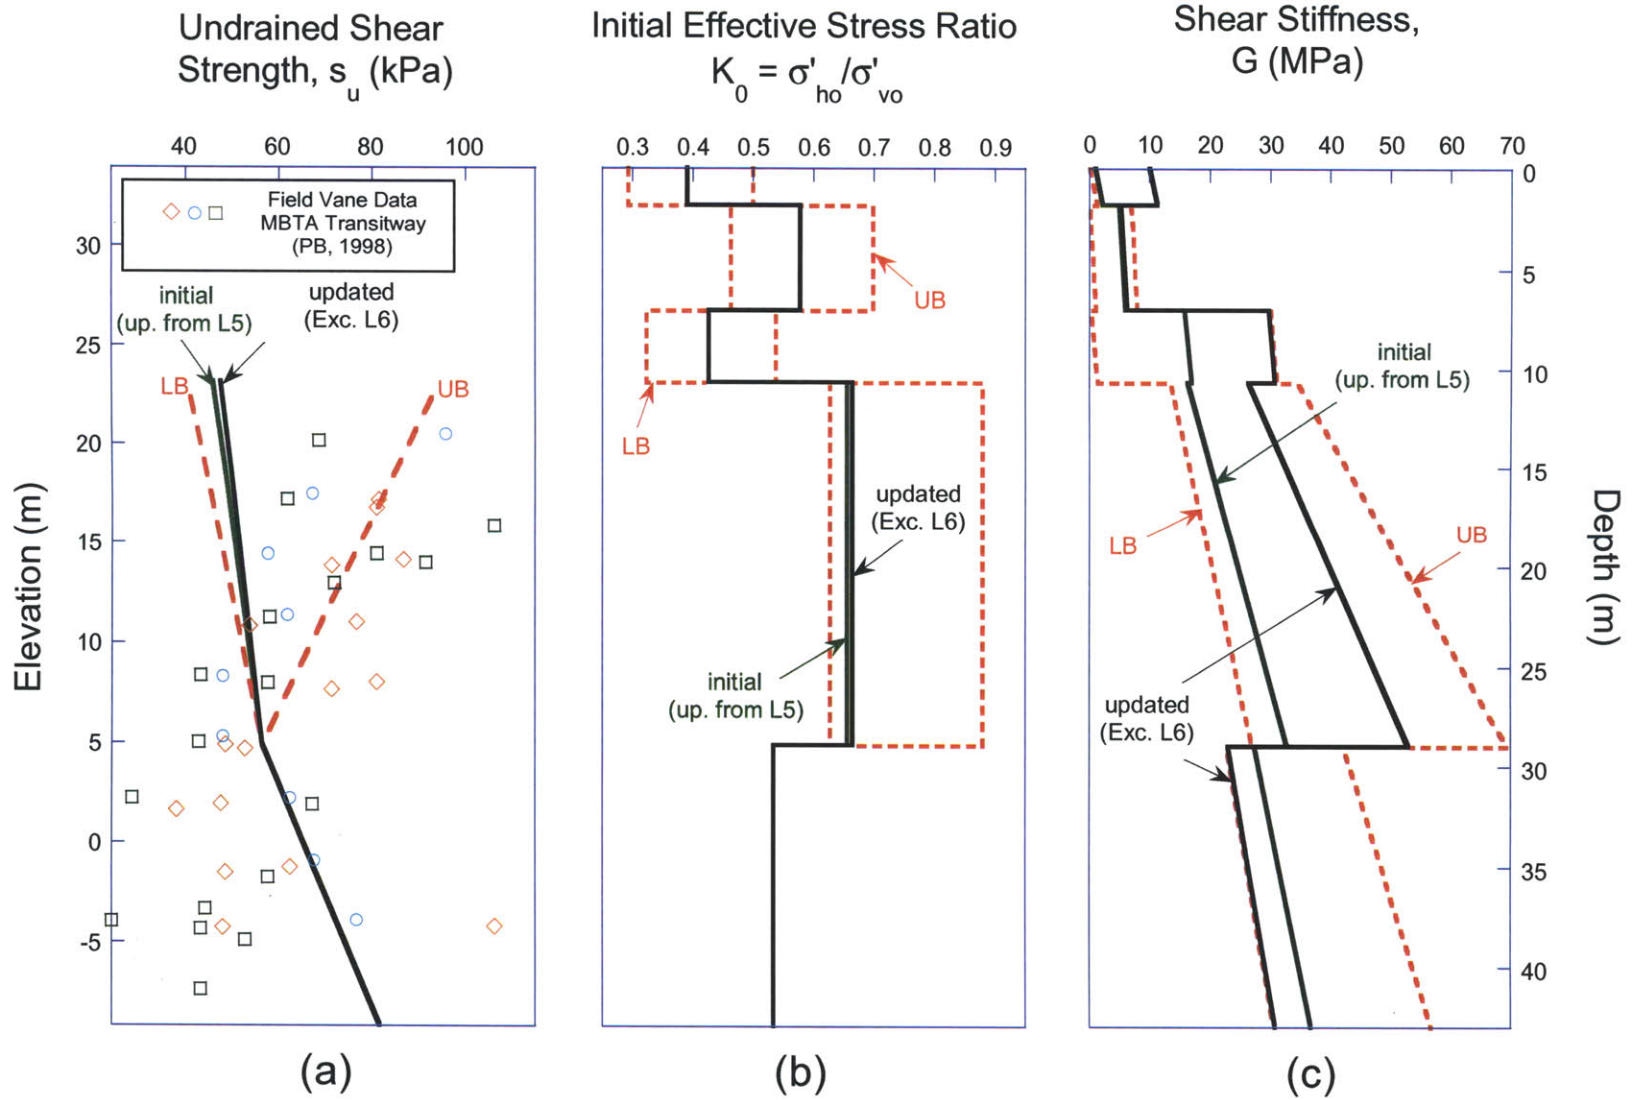 Undrained Shear
Strength, s_u (kPa)
40 60 80 100
Field Vane Data
MBTA Transitway
(PB, 1998)
initial
(up. from L5)
updated
(Exc. L6)
LB
UB
30
25
20
15
10
5
0
-5
Elevation (m)
(a)
Initial Effective Stress Ratio
K_0 = σ'_ho/σ'_vo
0.3 0.4 0.5 0.6 0.7 0.8 0.9
UB
LB
updated
(Exc. L6)
initial
(up. from L5)
(b)
Shear Stiffness,
G (MPa)
0 10 20 30 40 50 60 70
initial
(up. from L5)
LB
UB
updated
(Exc. L6)
0
5
10
15
20
25
30
35
40
Depth (m)
(c)